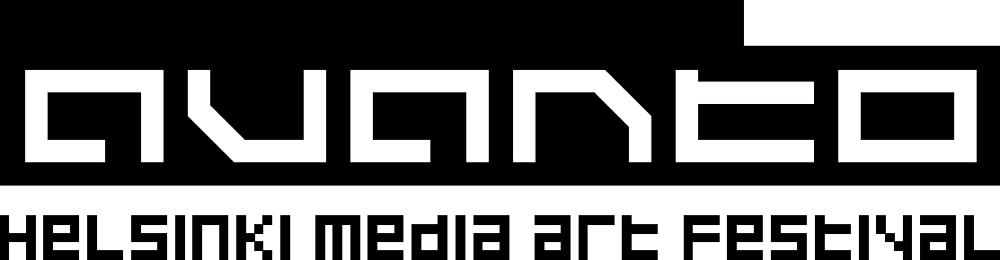 avanto
HELSINKI MEDIA ART FESTIVAL